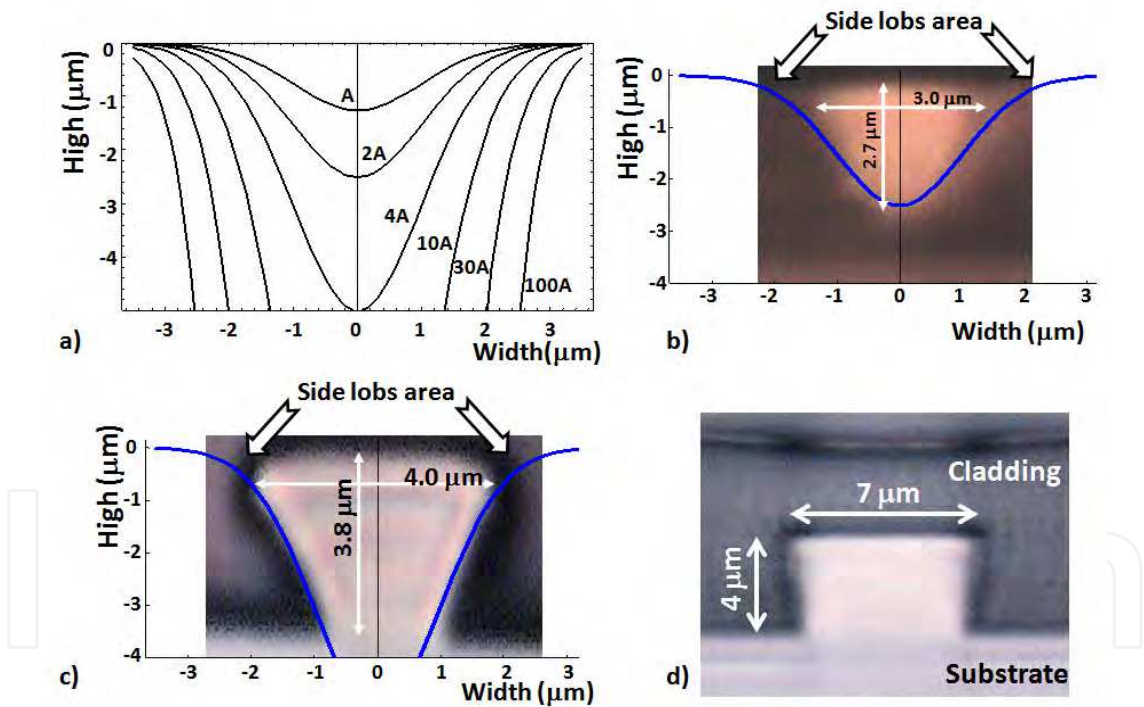 Side lobs area
0
-1
-2
-3
-4
High (μm)
A
2A
4A
10A
30A
100A
-3 -2 -1 0 1 2 3
Width(μm)
a)
0
-1
-2
-3
-4
High (μm)
3.0 μm
2.7 μm
-3 -2 -1 0 1 2 3
Width (μm)
b)
Side lobs area
0
-1
-2
-3
-4
High (μm)
4.0 μm
3.8 μm
-3 -2 -1 0 1 2 3
Width (μm)
c)
Cladding
7 μm
4 μm
Substrate
d)